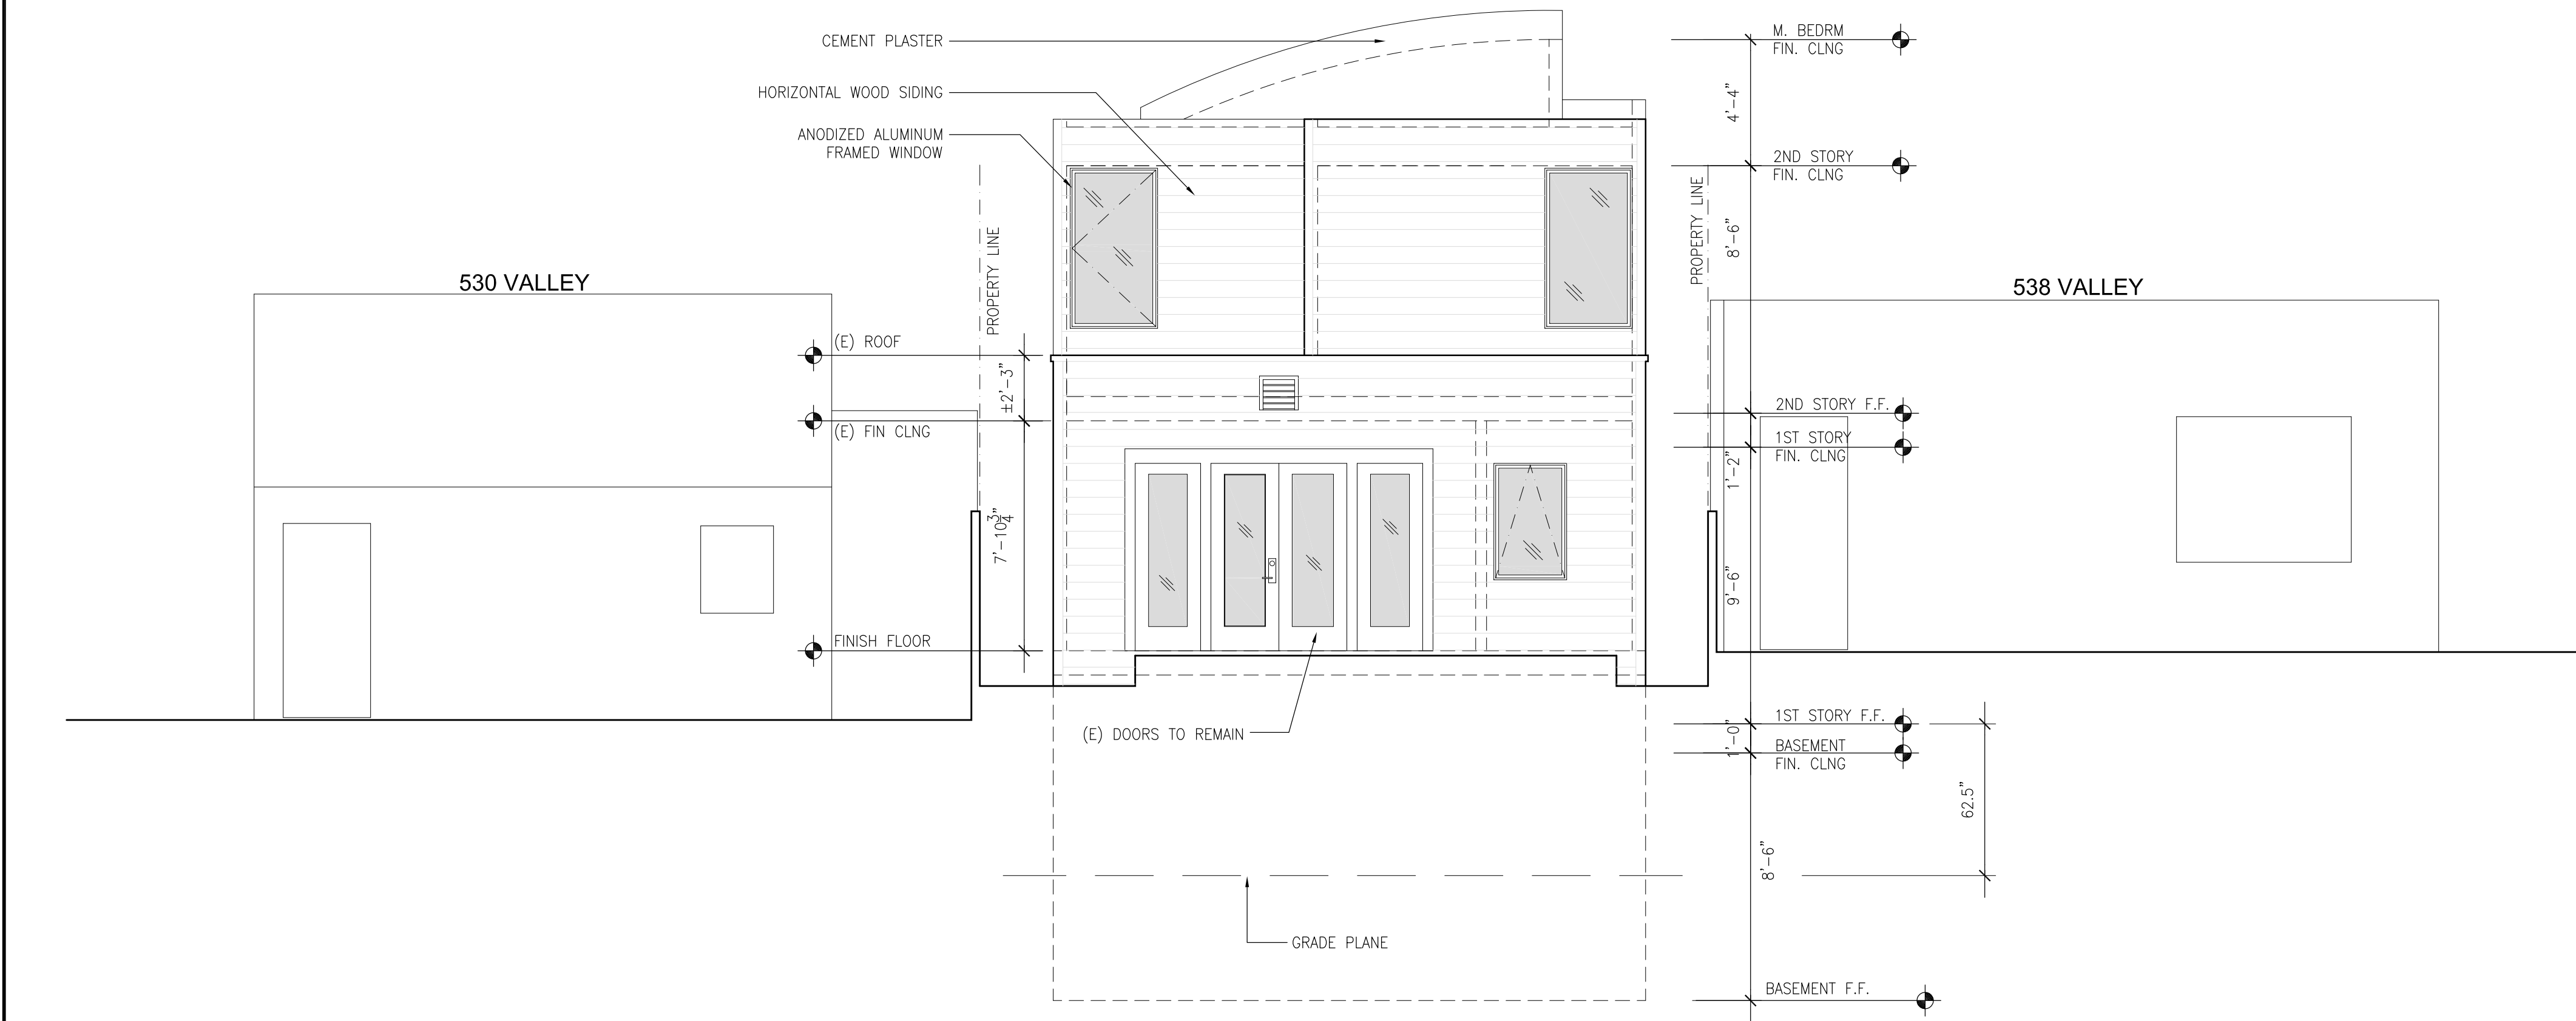 CEMENT PLASTER
HORIZONTAL WOOD SIDING
ANODIZED ALUMINUM
FRAMED WINDOW
530 VALLEY
(E) ROOF
(E) FIN CLNG
FINISH FLOOR
PROPERTY LINE
±2'-3"
7'-10 3/4"
(E) DOORS TO REMAIN
GRADE PLANE
PROPERTY LINE
538 VALLEY
M. BEDRM
FIN. CLNG
4'-4"
2ND STORY
FIN. CLNG
8'-6"
2ND STORY F.F.
1ST STORY
FIN. CLNG
1'-2"
9'-6"
1ST STORY F.F.
1'-0"
BASEMENT
FIN. CLNG
62.5"
8'-6"
BASEMENT F.F.